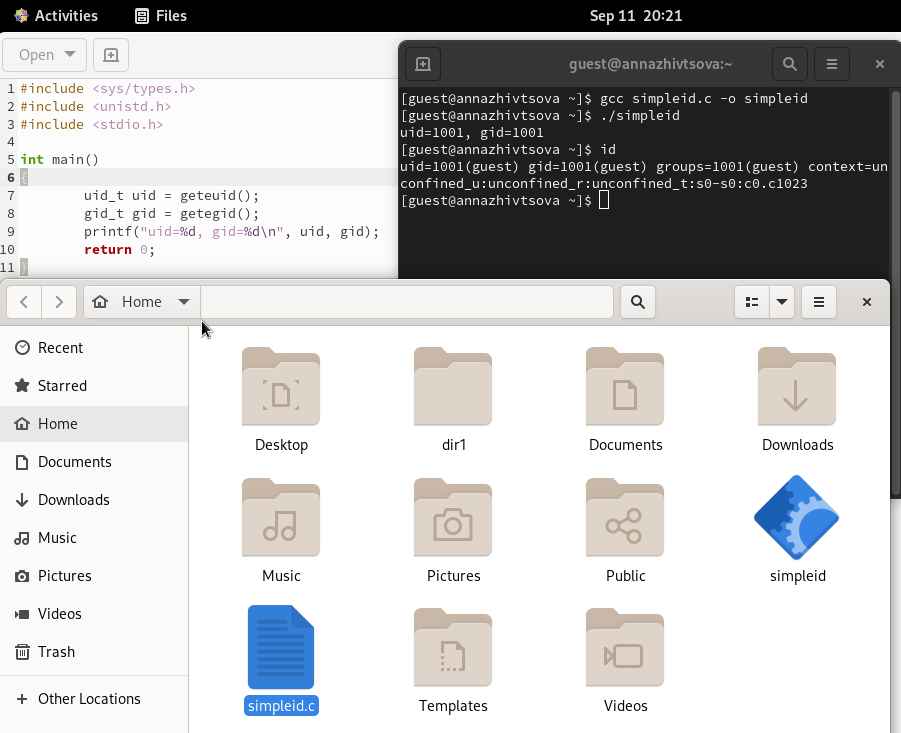 Activities Files Sep 11 20:21
Open
1 #include <sys/types.h>
2 #include <unistd.h>
3 #include <stdio.h>
4
5 int main()
6 {
7 uid_t uid = geteuid();
8 gid_t gid = getegid();
9 printf("uid=%d, gid=%d\n", uid, gid);
10 return 0;
11 }
guest@annazhivtsova:~
[guest@annazhivtsova ~]$ gcc simpleid.c -o simpleid
[guest@annazhivtsova ~]$ ./simpleid
uid=1001, gid=1001
[guest@annazhivtsova ~]$ id
uid=1001(guest) gid=1001(guest) groups=1001(guest) context=un
confined_u:unconfined_r:unconfined_t:s0-s0:c0.c1023
[guest@annazhivtsova ~]$
Home
Recent
Starred
Home
Documents
Downloads
Music
Pictures
Videos
Trash
Other Locations
Desktop dir1 Documents Downloads
Music Pictures Public simpleid
simpleid.c Templates Videos